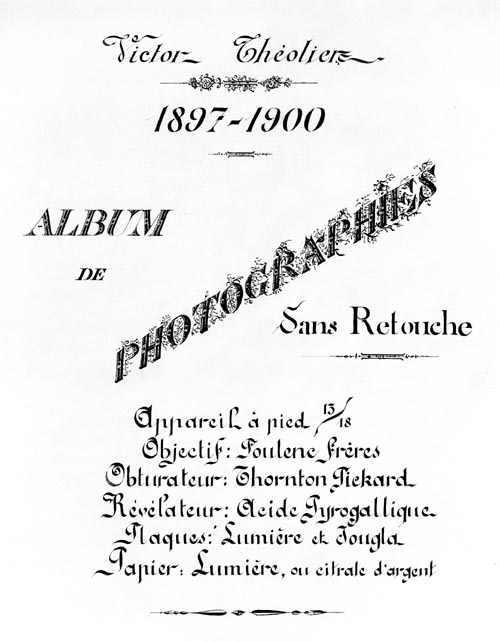 Victor Théolier
1897-1900
ALBUM
DE
PHOTOGRAPHIES
Sans Retouche
Appareil à pied 13/18
Objectif: Poulenc frères
Obturateur: Thornton Pickard
Révélateur: Acide Pyrogallique
Plaques: Lumière et Jougla
Papier: Lumière, ou citrate d'argent